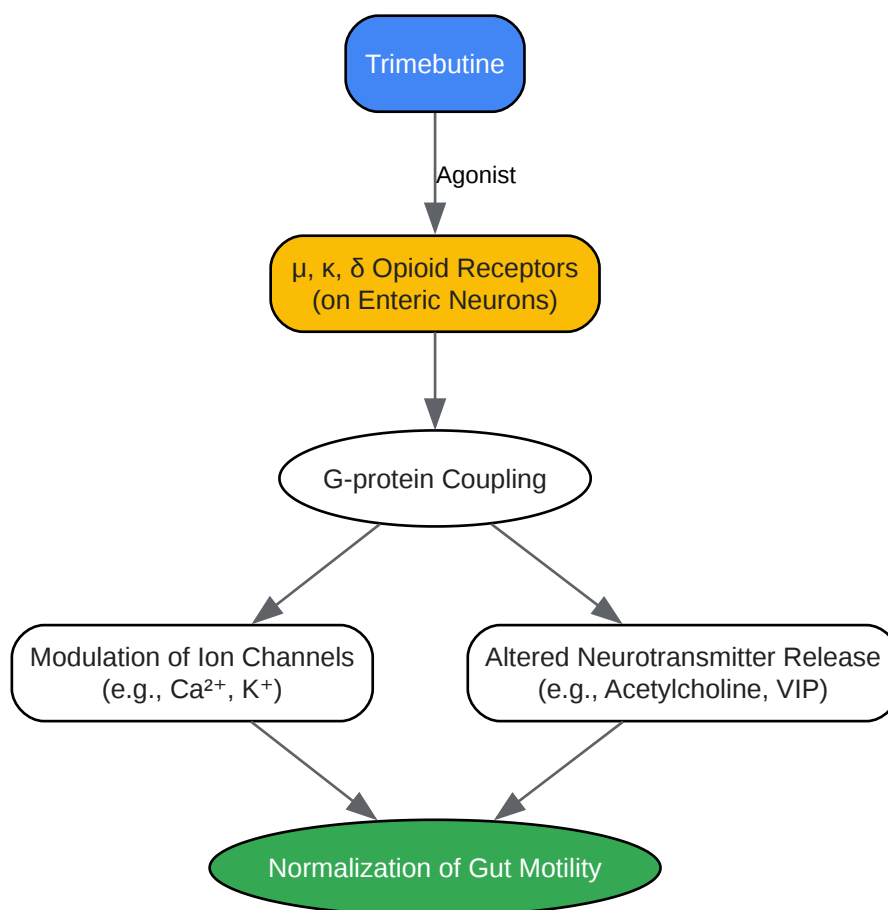 Trimebutine
Agonist
μ, κ, δ Opioid Receptors
(on Enteric Neurons)
G-protein Coupling
Modulation of Ion Channels
(e.g., Ca²⁺, K⁺)
Altered Neurotransmitter Release
(e.g., Acetylcholine, VIP)
Normalization of Gut Motility